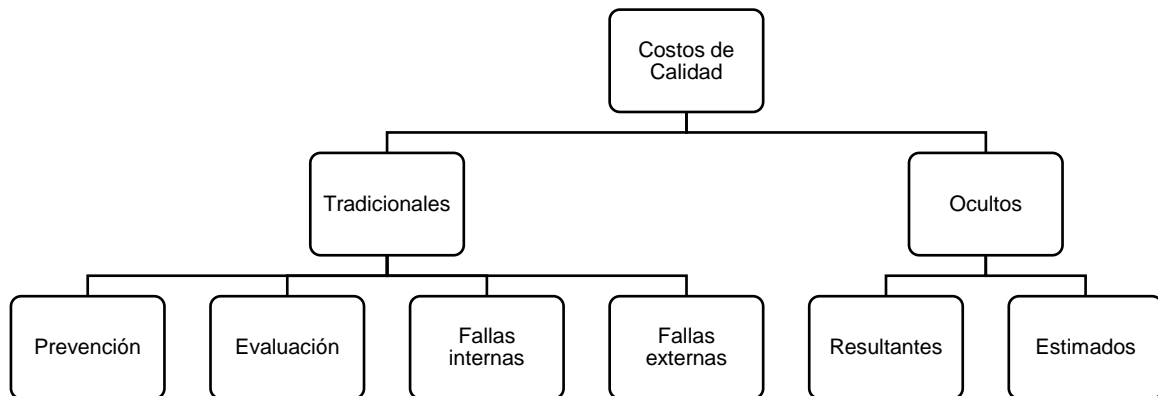 Costos de
Calidad
Tradicionales
Ocultos
Prevención
Evaluación
Fallas
internas
Fallas
externas
Resultantes
Estimados